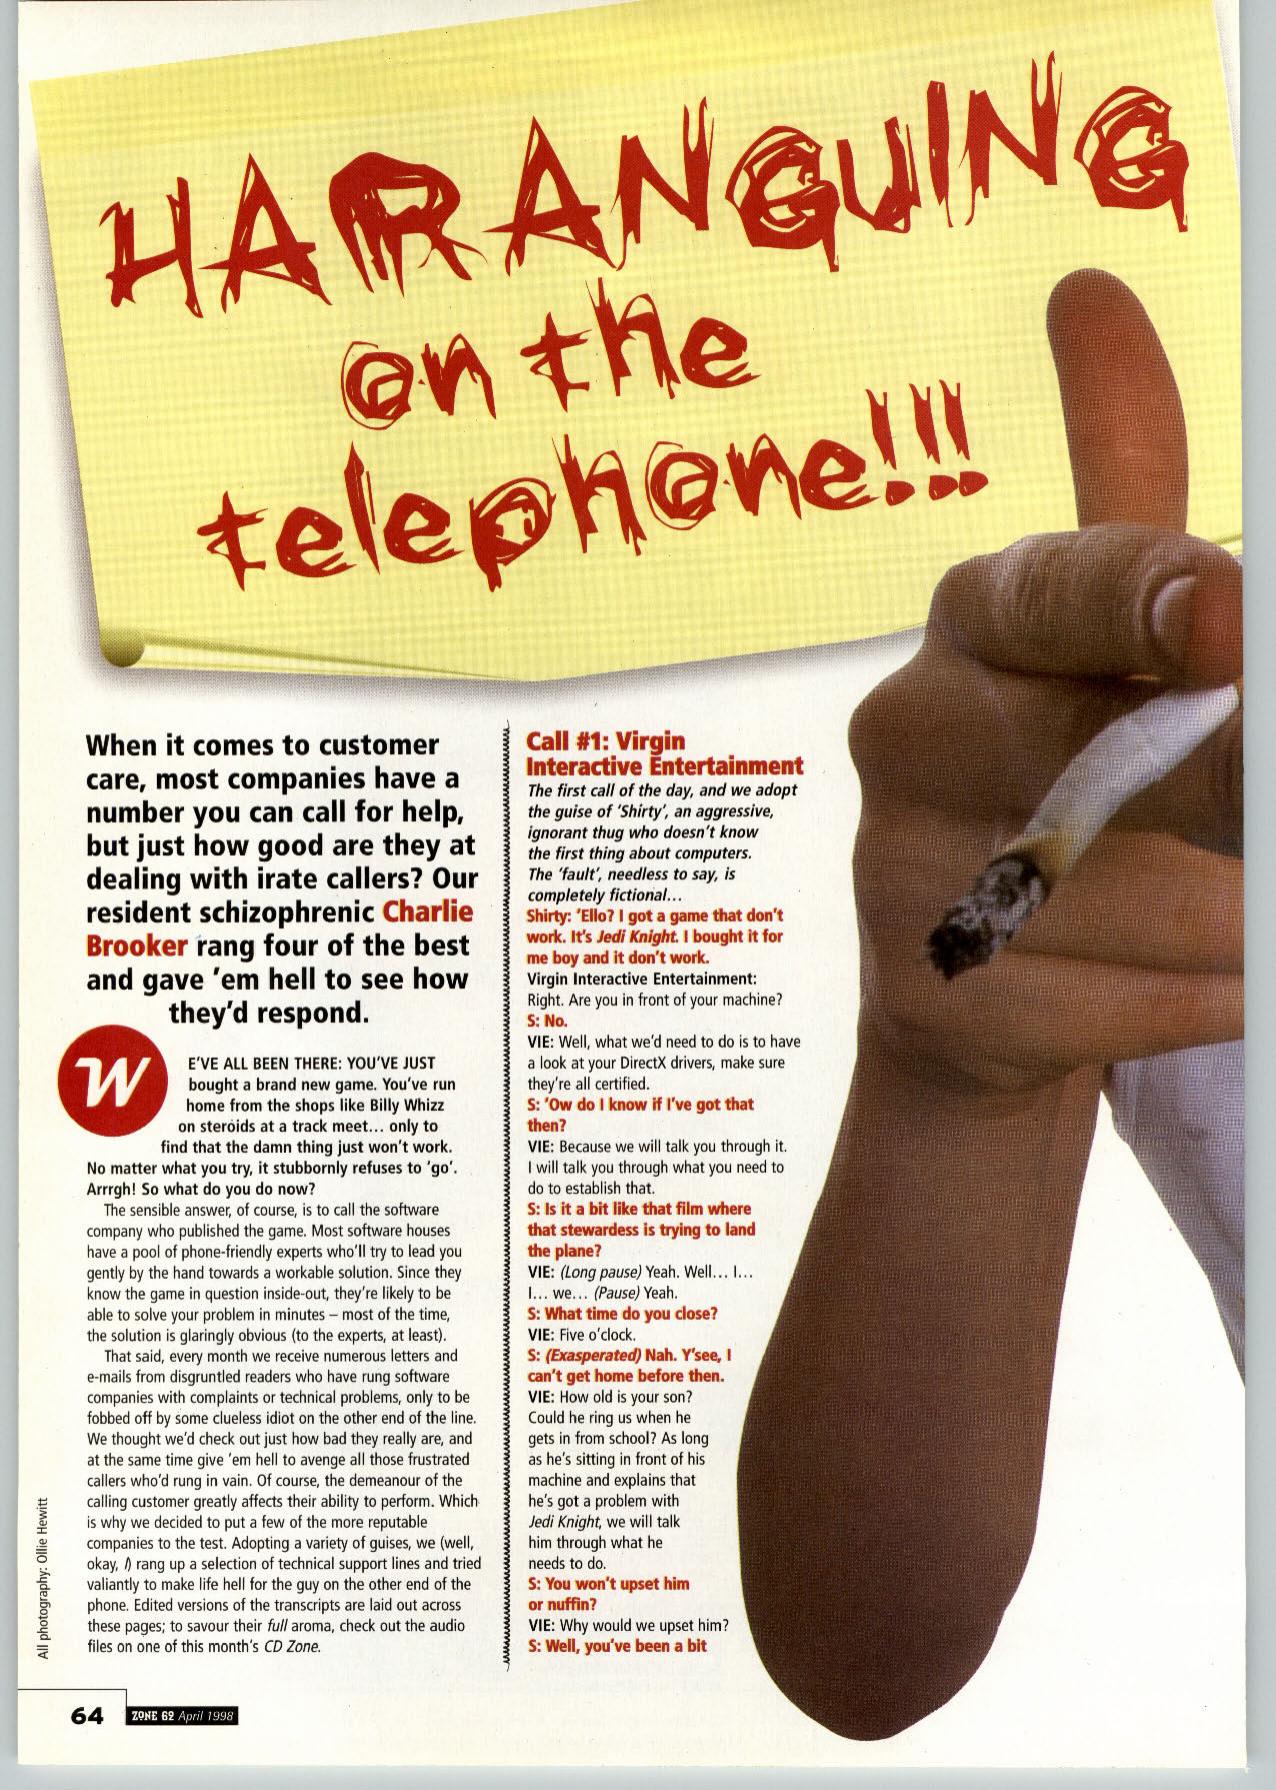 HARANGUING
on the
telephone!!!
When it comes to customer
care, most companies have a
number you can call for help,
but just how good are they at
dealing with irate callers? Our
resident schizophrenic Charlie
Brooker rang four of the best
and gave 'em hell to see how
they'd respond.
WE'VE ALL BEEN THERE: YOU'VE JUST
bought a brand new game. You've run
home from the shops like Billy Whizz
on steroids at a track meet... only to
find that the damn thing just won't work.
No matter what you try, it stubbornly refuses to 'go'.
Arrrgh! So what do you do now?
The sensible answer, of course, is to call the software
company who published the game. Most software houses
have a pool of phone-friendly experts who'll try to lead you
gently by the hand towards a workable solution. Since they
know the game in question inside-out, they're likely to be
able to solve your problem in minutes – most of the time,
the solution is glaringly obvious (to the experts, at least).
That said, every month we receive numerous letters and
e-mails from disgruntled readers who have rung software
companies with complaints or technical problems, only to be
fobbed off by some clueless idiot on the other end of the line.
We thought we'd check out just how bad they really are, and
at the same time give 'em hell to avenge all those frustrated
callers who'd rung in vain. Of course, the demeanour of the
calling customer greatly affects their ability to perform. Which
is why we decided to put a few of the more reputable
companies to the test. Adopting a variety of guises, we (well,
okay, I) rang up a selection of technical support lines and tried
valiantly to make life hell for the guy on the other end of the
phone. Edited versions of the transcripts are laid out across
these pages; to savour their full aroma, check out the audio
files on one of this month's CD Zone.
Call #1: Virgin
Interactive Entertainment
The first call of the day, and we adopt
the guise of 'Shirty', an aggressive,
ignorant thug who doesn't know
the first thing about computers.
The 'fault', needless to say, is
completely fictional...
Shirty: 'Ello? I got a game that don't
work. It's Jedi Knight. I bought it for
me boy and it don't work.
Virgin Interactive Entertainment:
Right. Are you in front of your machine?
S: No.
VIE: Well, what we'd need to do is to have
a look at your DirectX drivers, make sure
they're all certified.
S: 'Ow do I know if I've got that
then?
VIE: Because we will talk you through it.
I will talk you through what you need to
do to establish that.
S: Is it a bit like that film where
that stewardess is trying to land
the plane?
VIE: (Long pause) Yeah. Well... I...
I... we... (Pause) Yeah.
S: What time do you close?
VIE: Five o'clock.
S: (Exasperated) Nah. Y'see, I
can't get home before then.
VIE: How old is your son?
Could he ring us when he
gets in from school? As long
as he's sitting in front of his
machine and explains that
he's got a problem with
Jedi Knight, we will talk
him through what he
needs to do.
S: You won't upset him
or nuffin?
VIE: Why would we upset him?
S: Well, you've been a bit
All photography: Ollie Hewitt
64 ZONE 62 April 1998